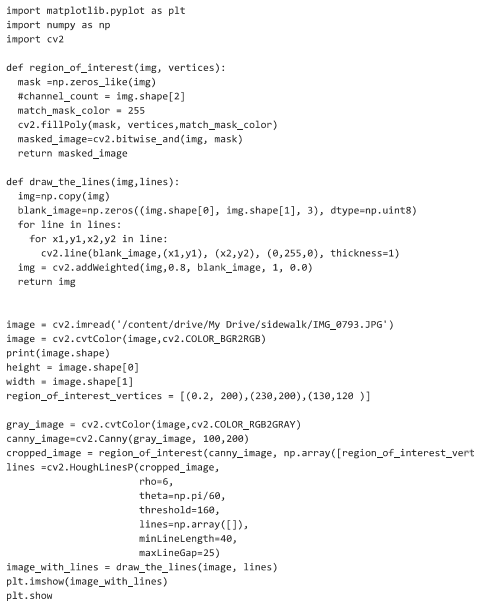 import matplotlib.pyplot as plt
import numpy as np
import cv2

def region_of_interest(img, vertices):
  mask =np.zeros_like(img)
  #channel_count = img.shape[2]
  match_mask_color = 255
  cv2.fillPoly(mask, vertices,match_mask_color)
  masked_image=cv2.bitwise_and(img, mask)
  return masked_image

def draw_the_lines(img,lines):
  img=np.copy(img)
  blank_image=np.zeros((img.shape[0], img.shape[1], 3), dtype=np.uint8)
  for line in lines:
    for x1,y1,x2,y2 in line:
      cv2.line(blank_image,(x1,y1), (x2,y2), (0,255,0), thickness=1)
  img = cv2.addWeighted(img,0.8, blank_image, 1, 0.0)
  return img


image = cv2.imread('/content/drive/My Drive/sidewalk/IMG_0793.JPG')
image = cv2.cvtColor(image,cv2.COLOR_BGR2RGB)
print(image.shape)
height = image.shape[0]
width = image.shape[1]
region_of_interest_vertices = [(0.2, 200),(230,200),(130,120 )]

gray_image = cv2.cvtColor(image,cv2.COLOR_RGB2GRAY)
canny_image=cv2.Canny(gray_image, 100,200)
cropped_image = region_of_interest(canny_image, np.array([region_of_interest_vert
lines =cv2.HoughLinesP(cropped_image,
                       rho=6,
                       theta=np.pi/60,
                       threshold=160,
                       lines=np.array([]),
                       minLineLength=40,
                       maxLineGap=25)
image_with_lines = draw_the_lines(image, lines)
plt.imshow(image_with_lines)
plt.show